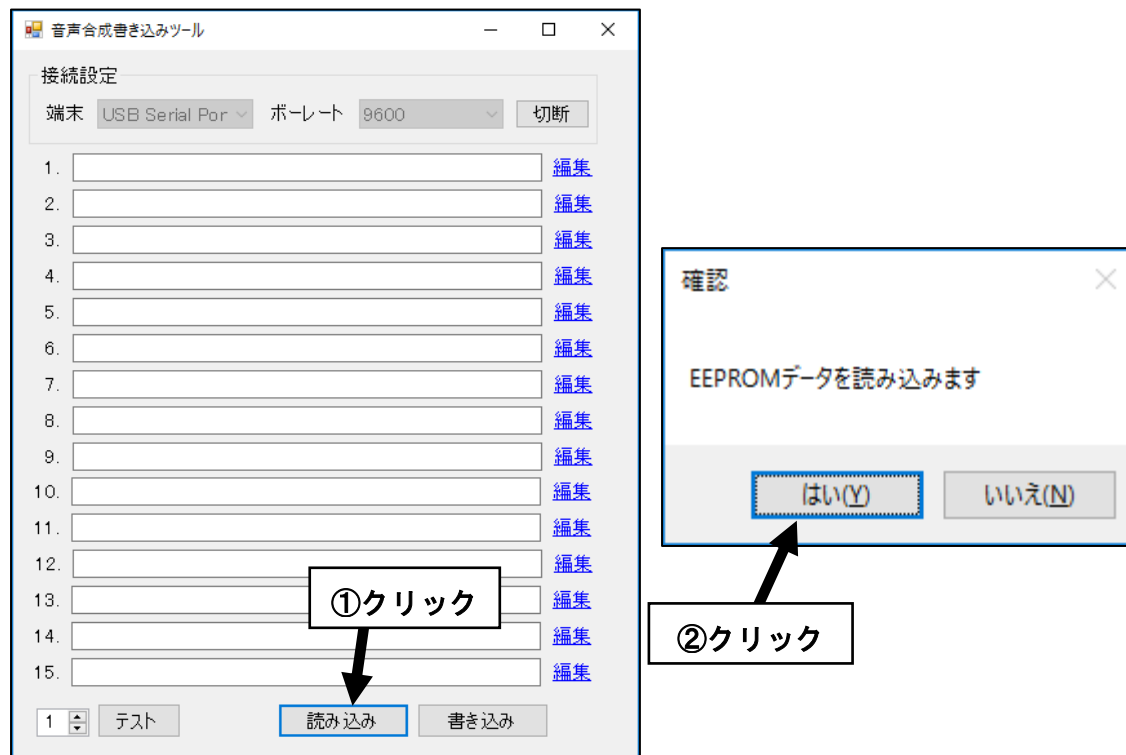 音声合成書き込みツール
接続設定
端末 USB Serial Por ボーレート 9600 切断
1. 編集
2. 編集
3. 編集
4. 編集
5. 編集
6. 編集
7. 編集
8. 編集
9. 編集
10. 編集
11. 編集
12. 編集
13. 編集
14. 編集
15. 編集
①クリック
1 テスト 読み込み 書き込み
確認
EEPROMデータを読み込みます
はい(Y) いいえ(N)
②クリック